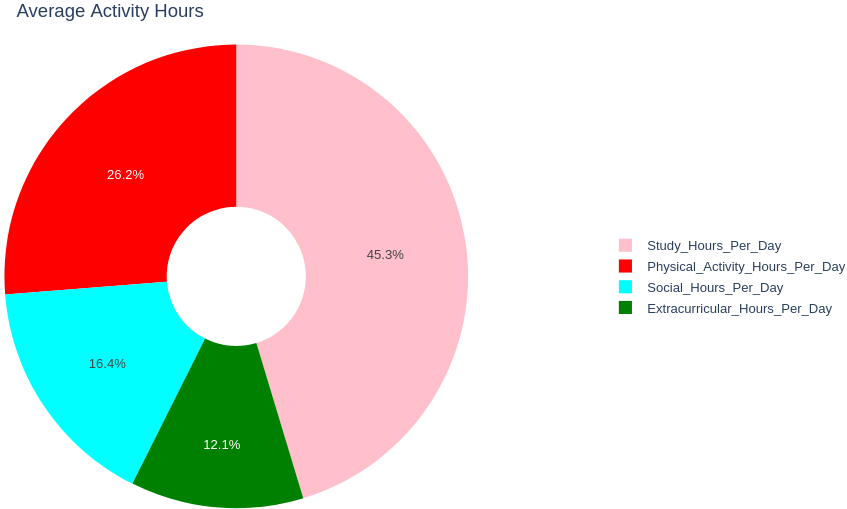 Average Activity Hours
26.2%
45.3%
16.4%
12.1%
Study_Hours_Per_Day
Physical_Activity_Hours_Per_Day
Social_Hours_Per_Day
Extracurricular_Hours_Per_Day